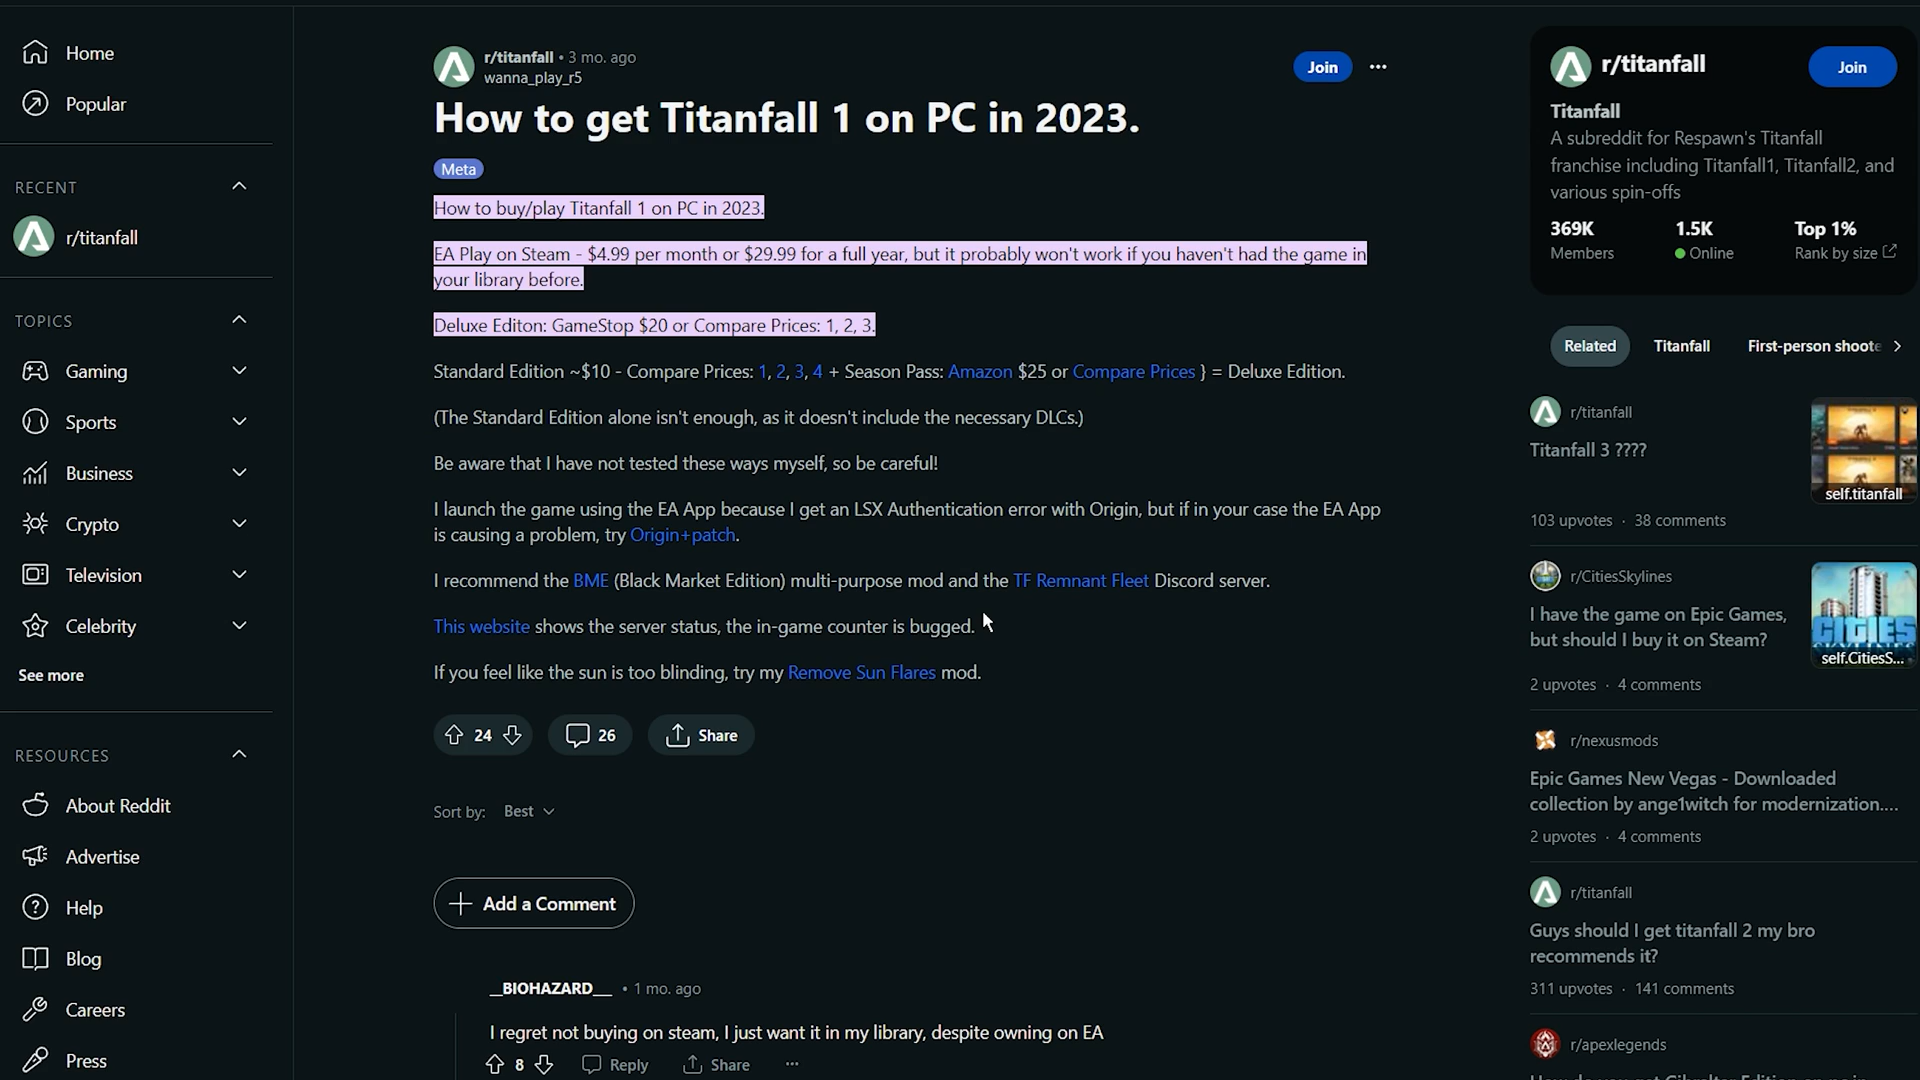 Home
Popular
RECENT
r/titanfall
TOPICS
Gaming
Sports
Business
Crypto
Television
Celebrity
See more
RESOURCES
About Reddit
Advertise
Help
Blog
Careers
Press
r/titanfall • 3 mo. ago
wanna_play_r5
Join
How to get Titanfall 1 on PC in 2023.
Meta
How to buy/play Titanfall 1 on PC in 2023.
EA Play on Steam - $4.99 per month or $29.99 for a full year, but it probably won't work if you haven't had the game in
your library before.
Deluxe Editon: GameStop $20 or Compare Prices: 1, 2, 3.
Standard Edition ~$10 - Compare Prices: 1, 2, 3, 4 + Season Pass: Amazon $25 or Compare Prices } = Deluxe Edition.
(The Standard Edition alone isn't enough, as it doesn't include the necessary DLCs.)
Be aware that I have not tested these ways myself, so be careful!
I launch the game using the EA App because I get an LSX Authentication error with Origin, but if in your case the EA App
is causing a problem, try Origin+patch.
I recommend the BME (Black Market Edition) multi-purpose mod and the TF Remnant Fleet Discord server.
This website shows the server status, the in-game counter is bugged.
If you feel like the sun is too blinding, try my Remove Sun Flares mod.
24
26
Share
Sort by: Best
Add a Comment
__BIOHAZARD__ • 1 mo. ago
I regret not buying on steam, I just want it in my library, despite owning on EA
8
Reply
Share
r/titanfall
Join
Titanfall
A subreddit for Respawn's Titanfall
franchise including Titanfall1, Titanfall2, and
various spin-offs
369K 1.5K Top 1%
Members Online Rank by size
Related Titanfall First-person shoote
r/titanfall
Titanfall 3 ????
self.titanfall
103 upvotes · 38 comments
r/CitiesSkylines
I have the game on Epic Games,
but should I buy it on Steam?
CITIES
self.CitiesS...
2 upvotes · 4 comments
r/nexusmods
Epic Games New Vegas - Downloaded
collection by ange1witch for modernization....
2 upvotes · 4 comments
r/titanfall
Guys should I get titanfall 2 my bro
recommends it?
311 upvotes · 141 comments
r/apexlegends